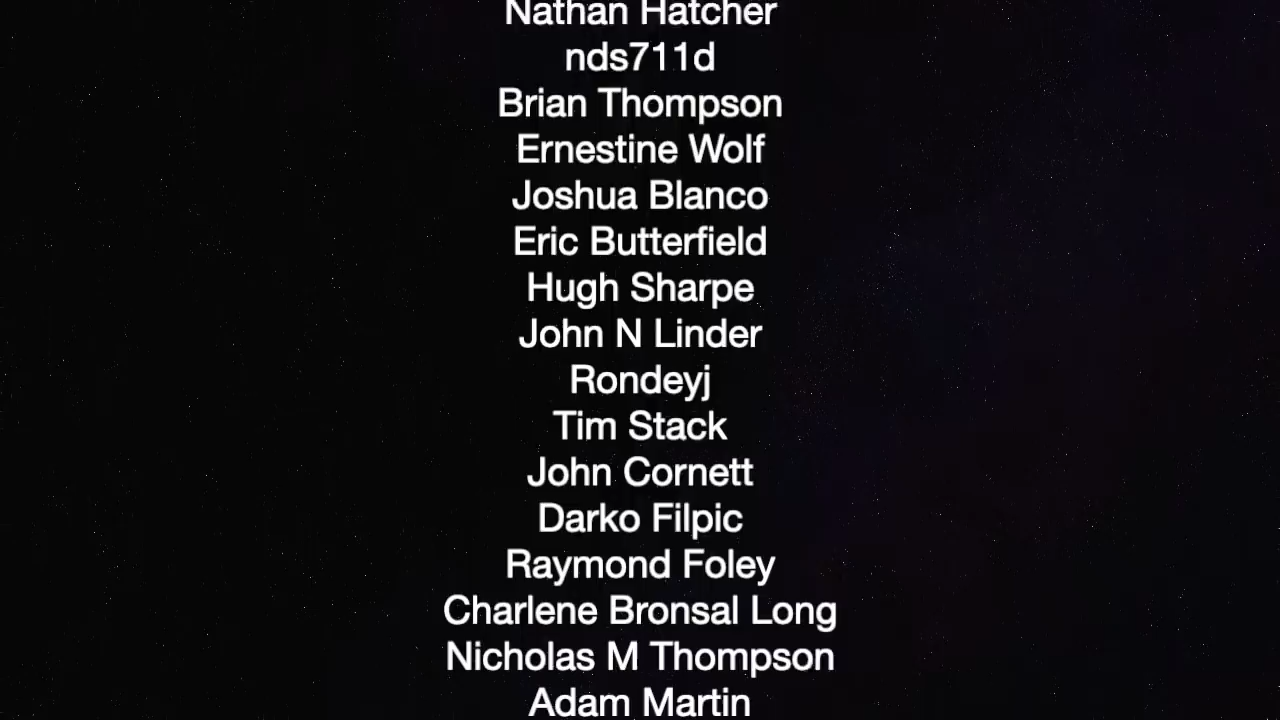 Nathan Hatcher
nds711d
Brian Thompson
Ernestine Wolf
Joshua Blanco
Eric Butterfield
Hugh Sharpe
John N Linder
Rondeyj
Tim Stack
John Cornett
Darko Filpic
Raymond Foley
Charlene Bronsal Long
Nicholas M Thompson
Adam Martin